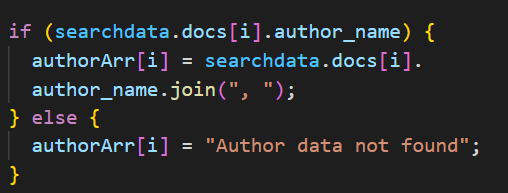 if (searchdata.docs[i].author_name) {
  authorArr[i] = searchdata.docs[i].
  author_name.join(", ");
} else {
  authorArr[i] = "Author data not found";
}